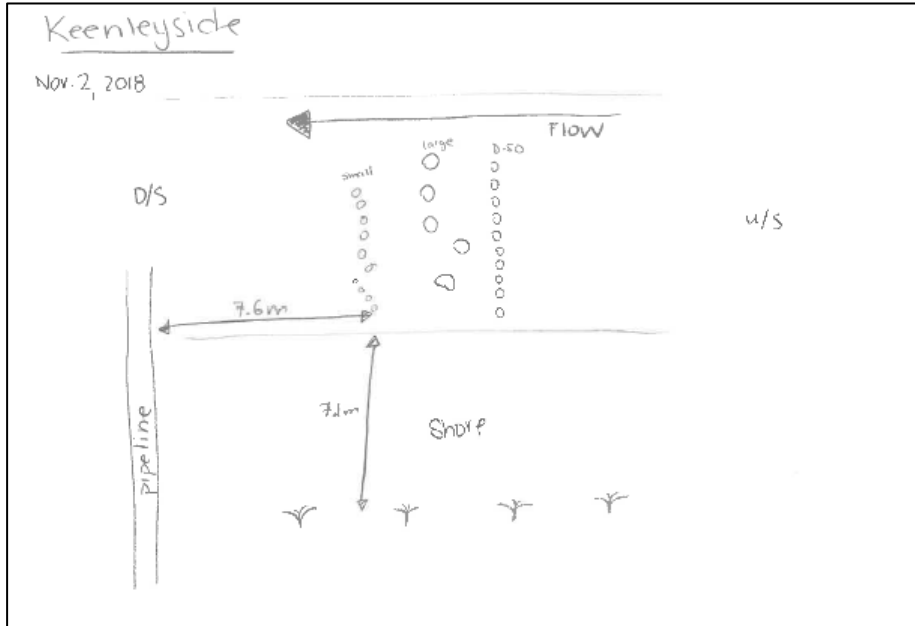 Keenleyside
Nov. 2, 2018
FLOW
small
large
D-50
D/S
u/s
7.6m
pipeline
Shore